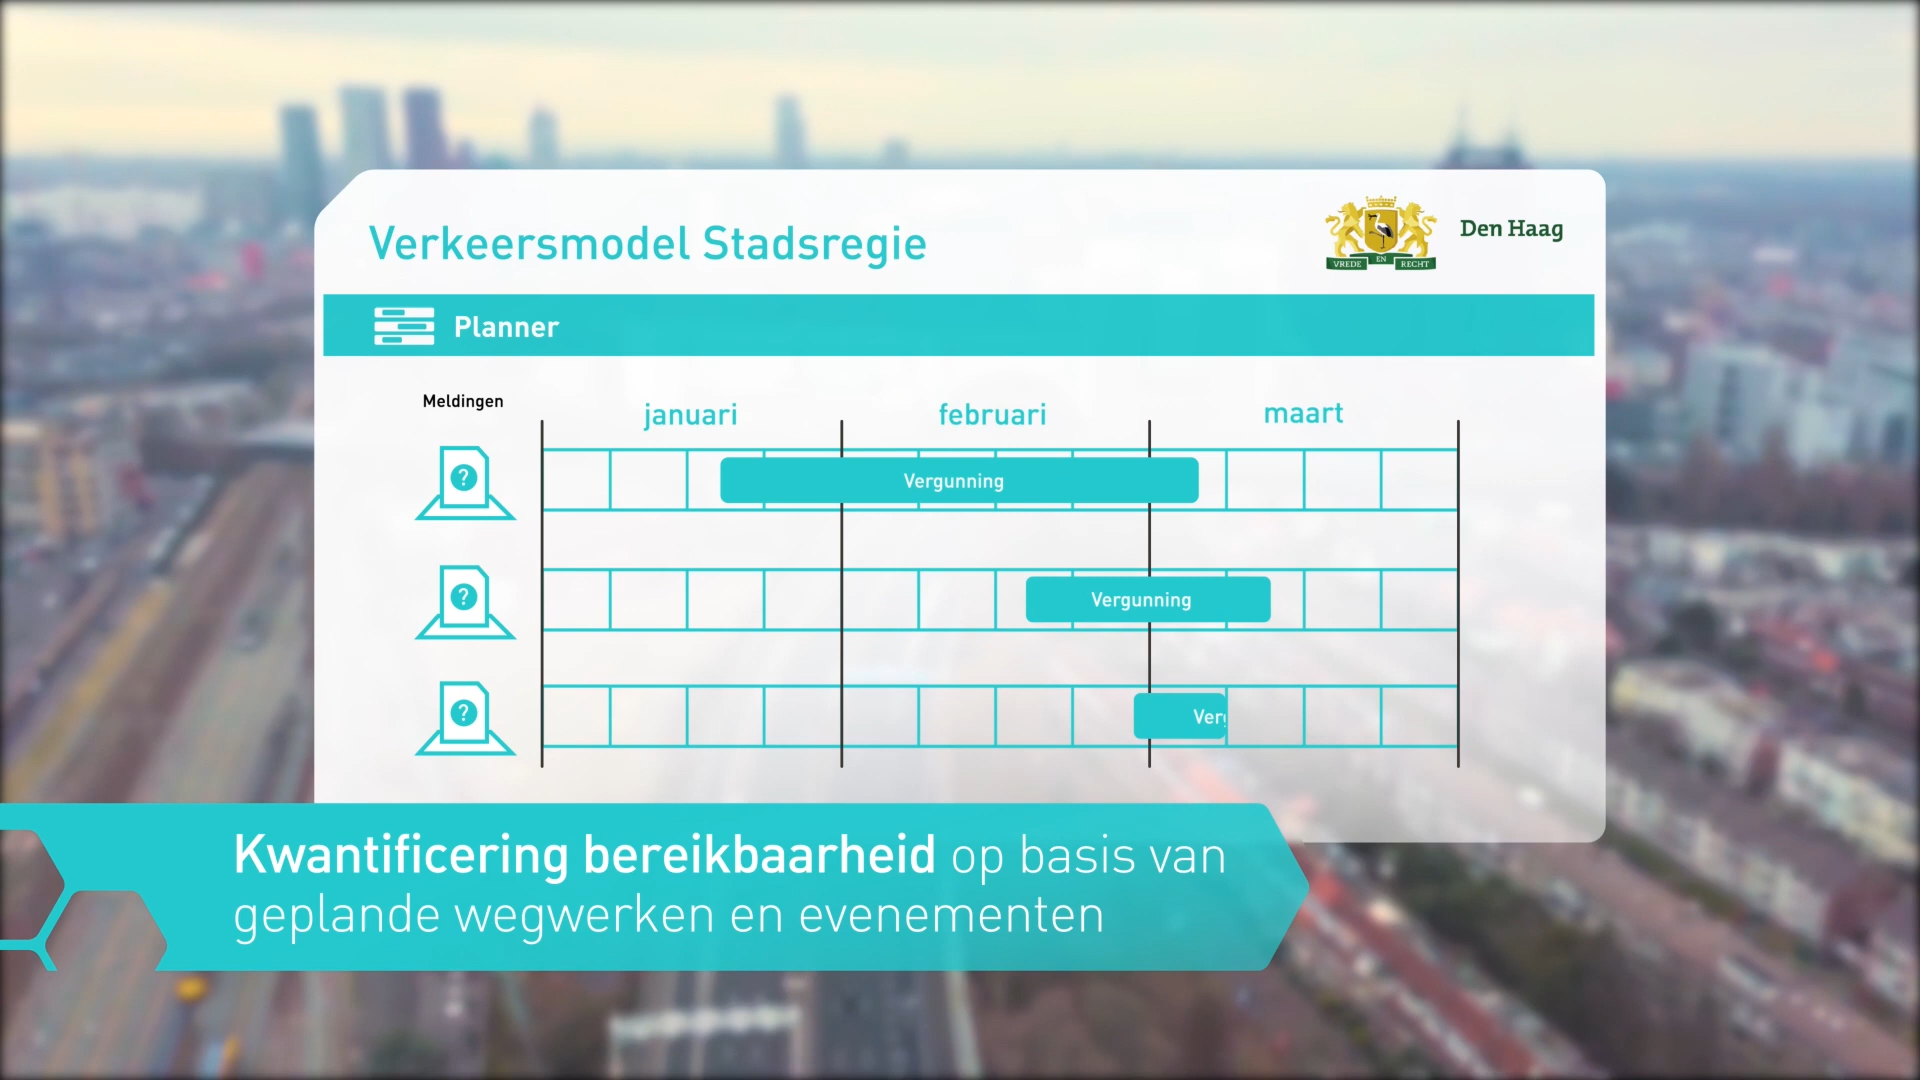 Verkeersmodel Stadsregie
VREDE EN RECHT
Den Haag
Planner
Meldingen
januari februari maart
?
Vergunning
?
Vergunning
?
Ver
Kwantificering bereikbaarheid op basis van
geplande wegwerken en evenementen